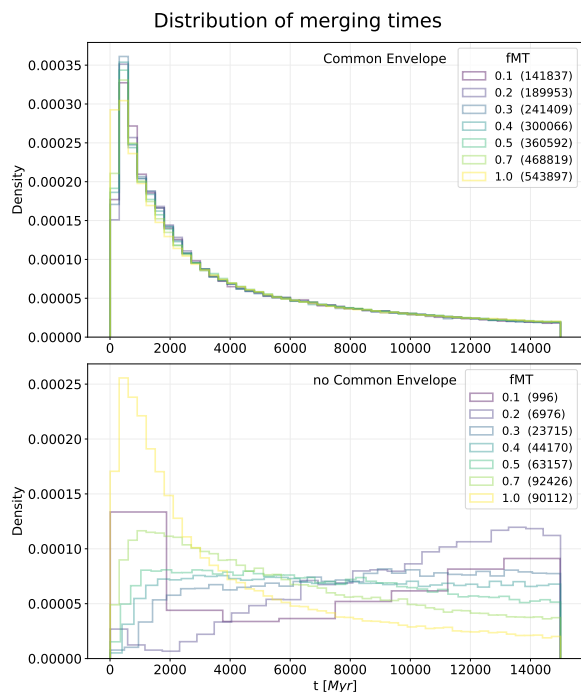 Distribution of merging times
Common Envelope
fMT
0.1 (141837)
0.2 (189953)
0.3 (241409)
0.4 (300066)
0.5 (360592)
0.7 (468819)
1.0 (543897)
Density
0.00035
0.00030
0.00025
0.00020
0.00015
0.00010
0.00005
0.00000
0 2000 4000 6000 8000 10000 12000 14000
no Common Envelope
fMT
0.1 (996)
0.2 (6976)
0.3 (23715)
0.4 (44170)
0.5 (63157)
0.7 (92426)
1.0 (90112)
Density
0.00025
0.00020
0.00015
0.00010
0.00005
0.00000
0 2000 4000 6000 8000 10000 12000 14000
t [Myr]